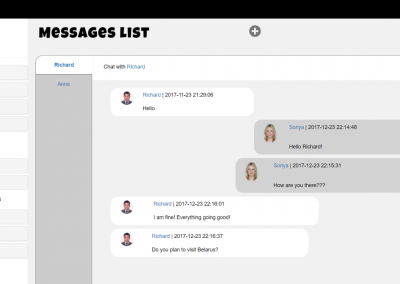 Messages List
Richard
Anna
Chat with Richard
Richard | 2017-11-23 21:29:06
Hello
Sonya | 2017-12-23 22:14:48
Hello Richard!
Sonya | 2017-12-23 22:15:31
How are you there???
Richard | 2017-12-23 22:16:01
I am fine! Everything going good!
Richard | 2017-12-23 22:16:37
Do you plan to visit Belarus?